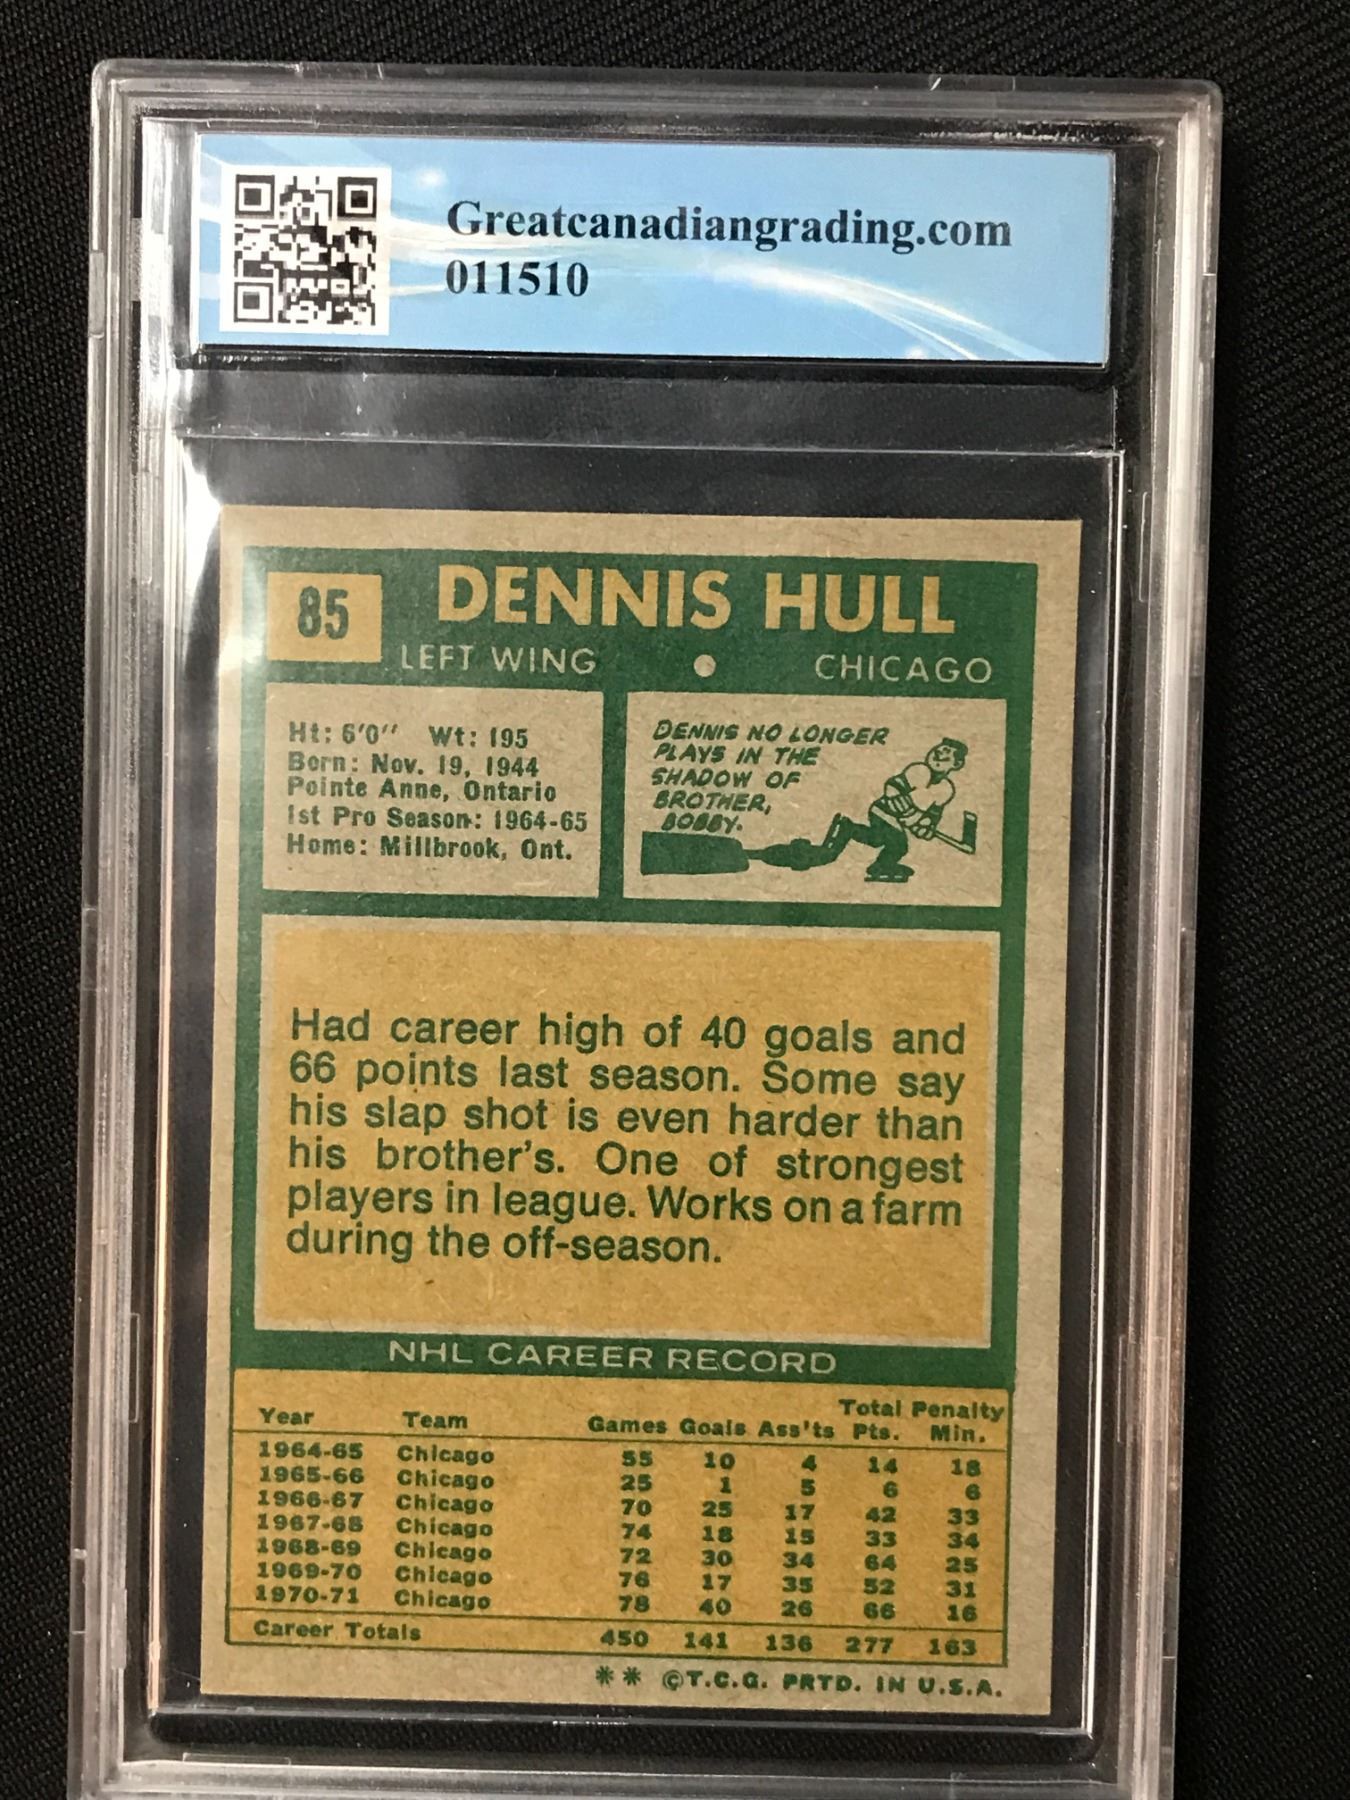 Greatcanadiangrading.com
011510
85
DENNIS HULL
LEFT WING • CHICAGO
Ht: 6'0" Wt: 195
Born: Nov. 19, 1944
Pointe Anne, Ontario
1st Pro Season: 1964-65
Home: Millbrook, Ont.
DENNIS NO LONGER
PLAYS IN THE
SHADOW OF
BROTHER,
BOBBY.
Had career high of 40 goals and
66 points last season. Some say
his slap shot is even harder than
his brother's. One of strongest
players in league. Works on a farm
during the off-season.
NHL CAREER RECORD
Year Team Games Goals Ass'ts Total Pts. Penalty Min.
1964-65 Chicago 55 10 4 14 18
1965-66 Chicago 25 1 5 6 6
1966-67 Chicago 70 25 17 42 33
1967-68 Chicago 74 18 15 33 34
1968-69 Chicago 72 30 34 64 25
1969-70 Chicago 76 17 35 52 31
1970-71 Chicago 78 40 26 66 16
Career Totals 450 141 136 277 163
** ©T.C.G. PRTD. IN U.S.A.